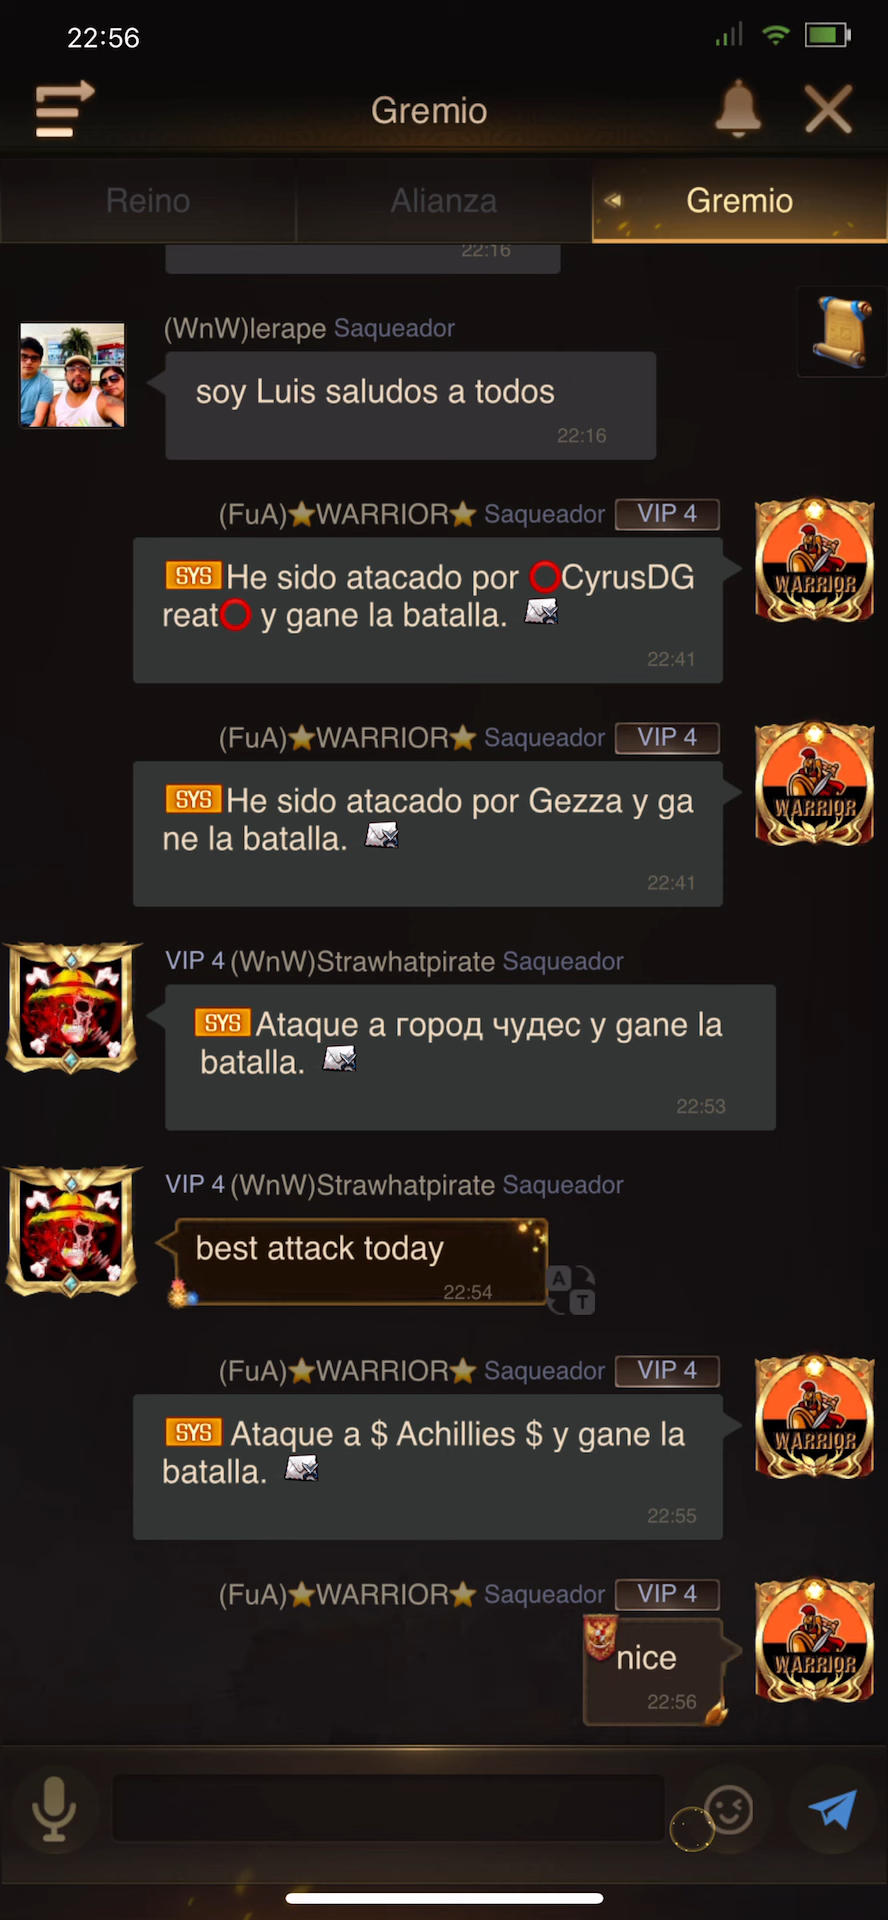 22:56
Gremio
Reino
Alianza
Gremio
22:16
(WnW)lerape Saqueador
soy Luis saludos a todos
22:16
(FuA)⭐WARRIOR⭐ Saqueador VIP 4
SYS He sido atacado por ⭕CyrusDG
reat⭕ y gane la batalla.
WARRIOR
22:41
(FuA)⭐WARRIOR⭐ Saqueador VIP 4
SYS He sido atacado por Gezza y ga
ne la batalla.
WARRIOR
22:41
VIP 4 (WnW)Strawhatpirate Saqueador
SYS Ataque a город чудес y gane la
batalla.
22:53
VIP 4 (WnW)Strawhatpirate Saqueador
best attack today
22:54
A
T
(FuA)⭐WARRIOR⭐ Saqueador VIP 4
SYS Ataque a $ Achillies $ y gane la
batalla.
WARRIOR
22:55
(FuA)⭐WARRIOR⭐ Saqueador VIP 4
nice
WARRIOR
22:56